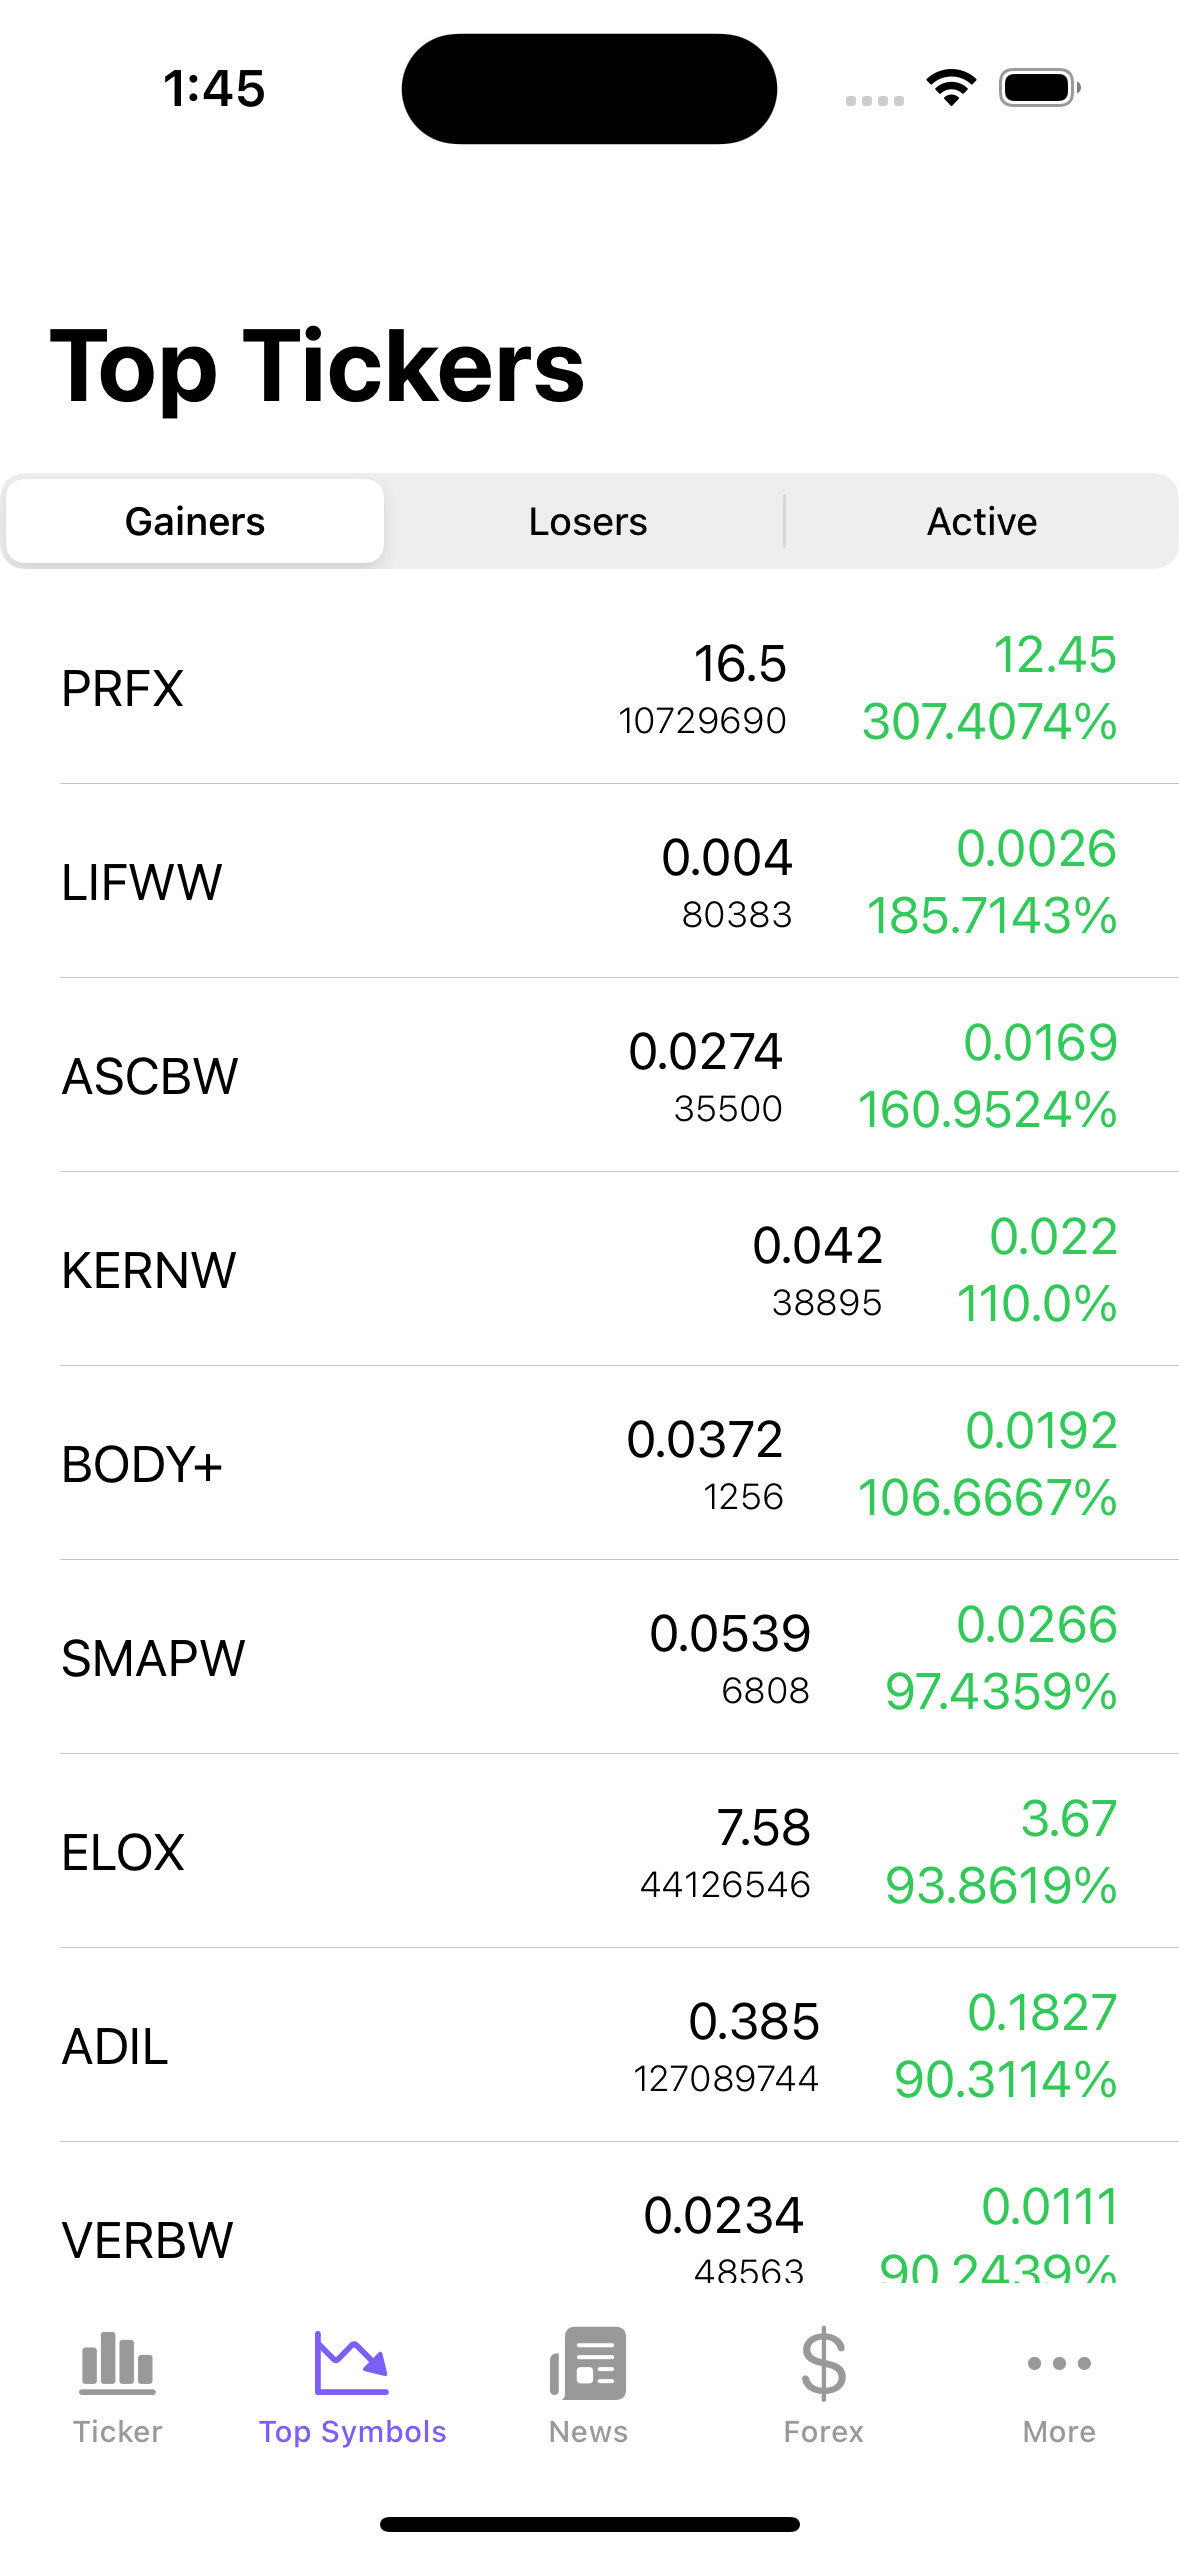 1:45
Top Tickers
Gainers Losers Active
PRFX 16.5 12.45
10729690 307.4074%
LIFWW 0.004 0.0026
80383 185.7143%
ASCBW 0.0274 0.0169
35500 160.9524%
KERNW 0.042 0.022
38895 110.0%
BODY+ 0.0372 0.0192
1256 106.6667%
SMAPW 0.0539 0.0266
6808 97.4359%
ELOX 7.58 3.67
44126546 93.8619%
ADIL 0.385 0.1827
127089744 90.3114%
VERBW 0.0234 0.0111
48563 90.2439%
Ticker Top Symbols News Forex More